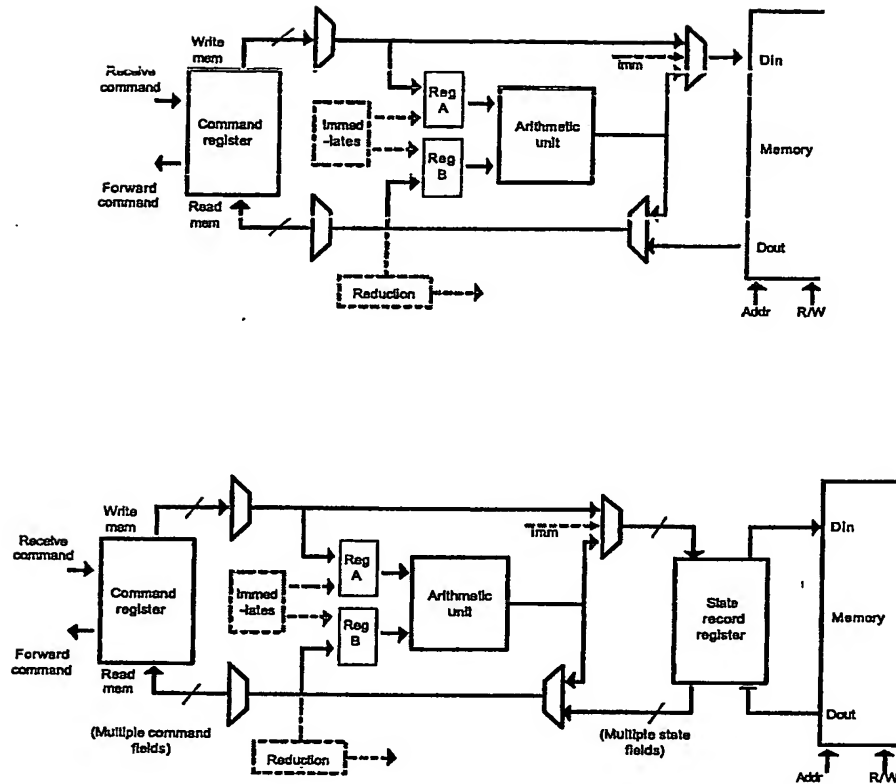 Write
mem
Receive
command
Command
register
Forward
command
Read
mem
Immed
-iates
Reg
A
Reg
B
Arithmetic
unit
Imm
Reduction
Din
Memory
Dout
Addr
R/W
Write
mem
Receive
command
Command
register
Forward
command
Read
mem
(Multiple command
fields)
Immed
-iates
Reg
A
Reg
B
Arithmetic
unit
Imm
Reduction
State
record
register
(Multiple state
fields)
Din
Memory
Dout
Addr
R/W